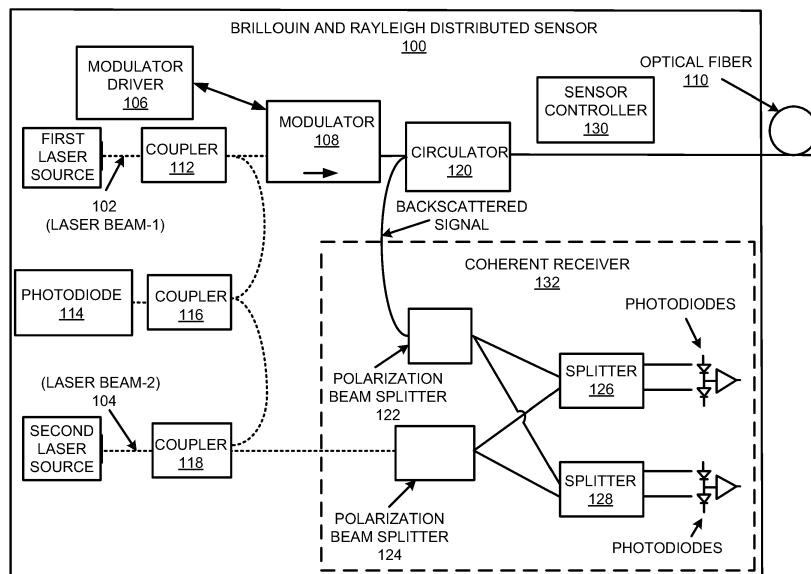 BRILLOUIN AND RAYLEIGH DISTRIBUTED SENSOR
100
OPTICAL FIBER
110
MODULATOR
DRIVER
106
SENSOR
CONTROLLER
130
MODULATOR
108
FIRST
LASER
SOURCE
COUPLER
112
CIRCULATOR
120
102
(LASER BEAM-1)
BACKSCATTERED
SIGNAL
COHERENT RECEIVER
132
PHOTODIODE
114
COUPLER
116
PHOTODIODES
POLARIZATION
BEAM SPLITTER
122
SPLITTER
126
(LASER BEAM-2)
104
SECOND
LASER
SOURCE
COUPLER
118
SPLITTER
128
POLARIZATION
BEAM SPLITTER
124
PHOTODIODES